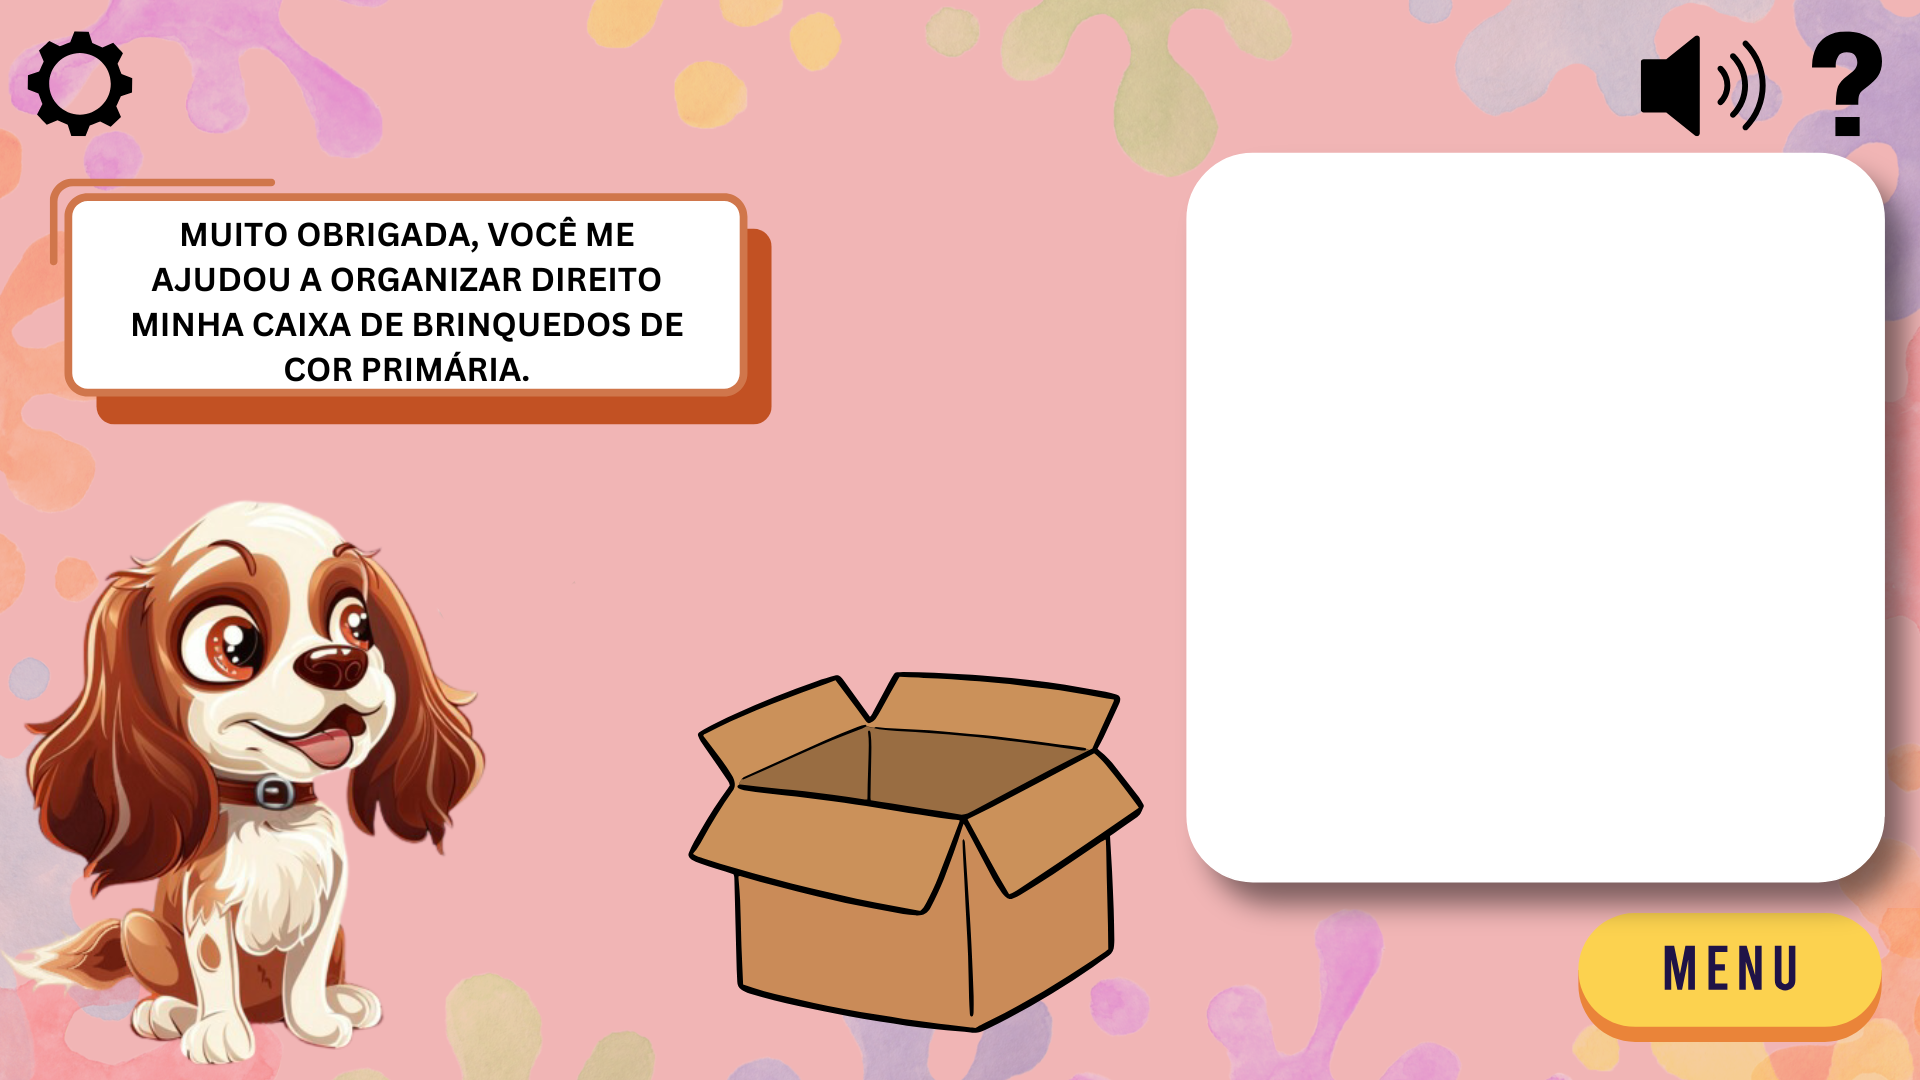 MUITO OBRIGADA, VOCÊ ME
AJUDOU A ORGANIZAR DIREITO
MINHA CAIXA DE BRINQUEDOS DE
COR PRIMÁRIA.
?
MENU